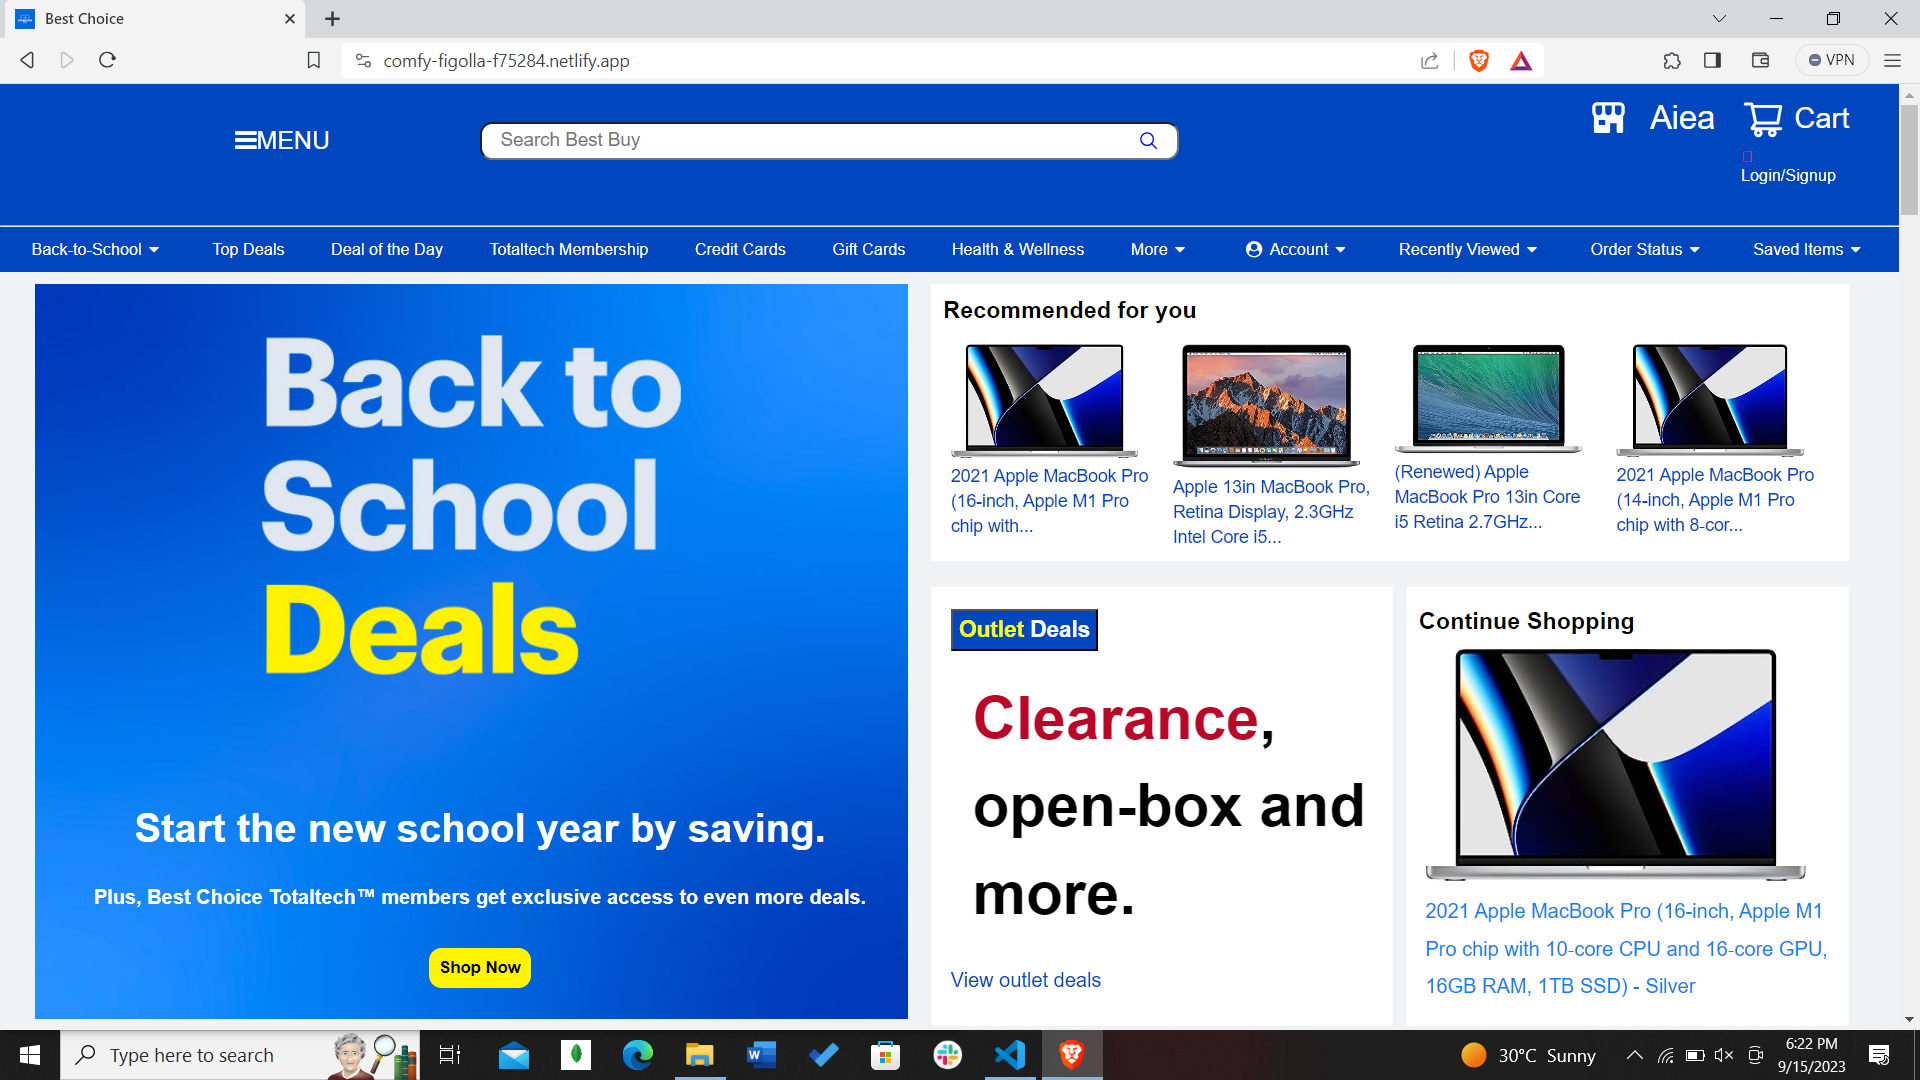 Best Choice
comfy-figolla-f75284.netlify.app
VPN
MENU
Search Best Buy
Aiea
Cart
Login/Signup
Back-to-School
Top Deals
Deal of the Day
Totaltech Membership
Credit Cards
Gift Cards
Health & Wellness
More
Account
Recently Viewed
Order Status
Saved Items
Back to
School
Deals
Start the new school year by saving.
Plus, Best Choice Totaltech™ members get exclusive access to even more deals.
Shop Now
Recommended for you
2021 Apple MacBook Pro
(16-inch, Apple M1 Pro
chip with...
Apple 13in MacBook Pro,
Retina Display, 2.3GHz
Intel Core i5...
(Renewed) Apple
MacBook Pro 13in Core
i5 Retina 2.7GHz...
2021 Apple MacBook Pro
(14-inch, Apple M1 Pro
chip with 8-cor...
Outlet Deals
Clearance,
open-box and
more.
View outlet deals
Continue Shopping
2021 Apple MacBook Pro (16-inch, Apple M1
Pro chip with 10-core CPU and 16-core GPU,
16GB RAM, 1TB SSD) - Silver
Type here to search
30°C Sunny
6:22 PM
9/15/2023